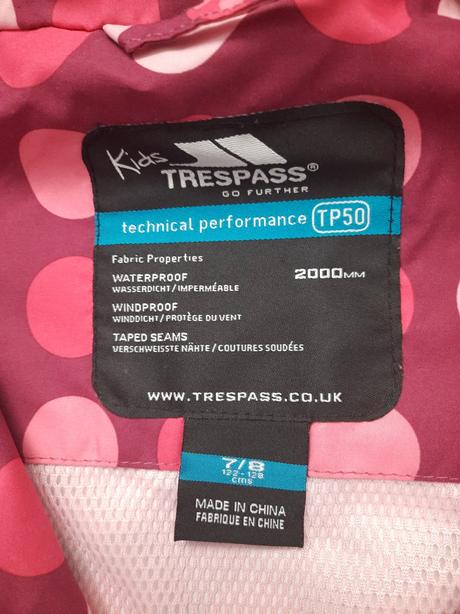 Kids
TRESPASS®
GO FURTHER
technical performance TP50
Fabric Properties
WATERPROOF 2000MM
WASSERDICHT/IMPERMÉABLE
WINDPROOF
WINDDICHT/PROTÈGE DU VENT
TAPED SEAMS
VERSCHWEISSTE NÄHTE/COUTURES SOUDÉES
WWW.TRESPASS.CO.UK
7/8
122-128
cms
MADE IN CHINA
FABRIQUE EN CHINE